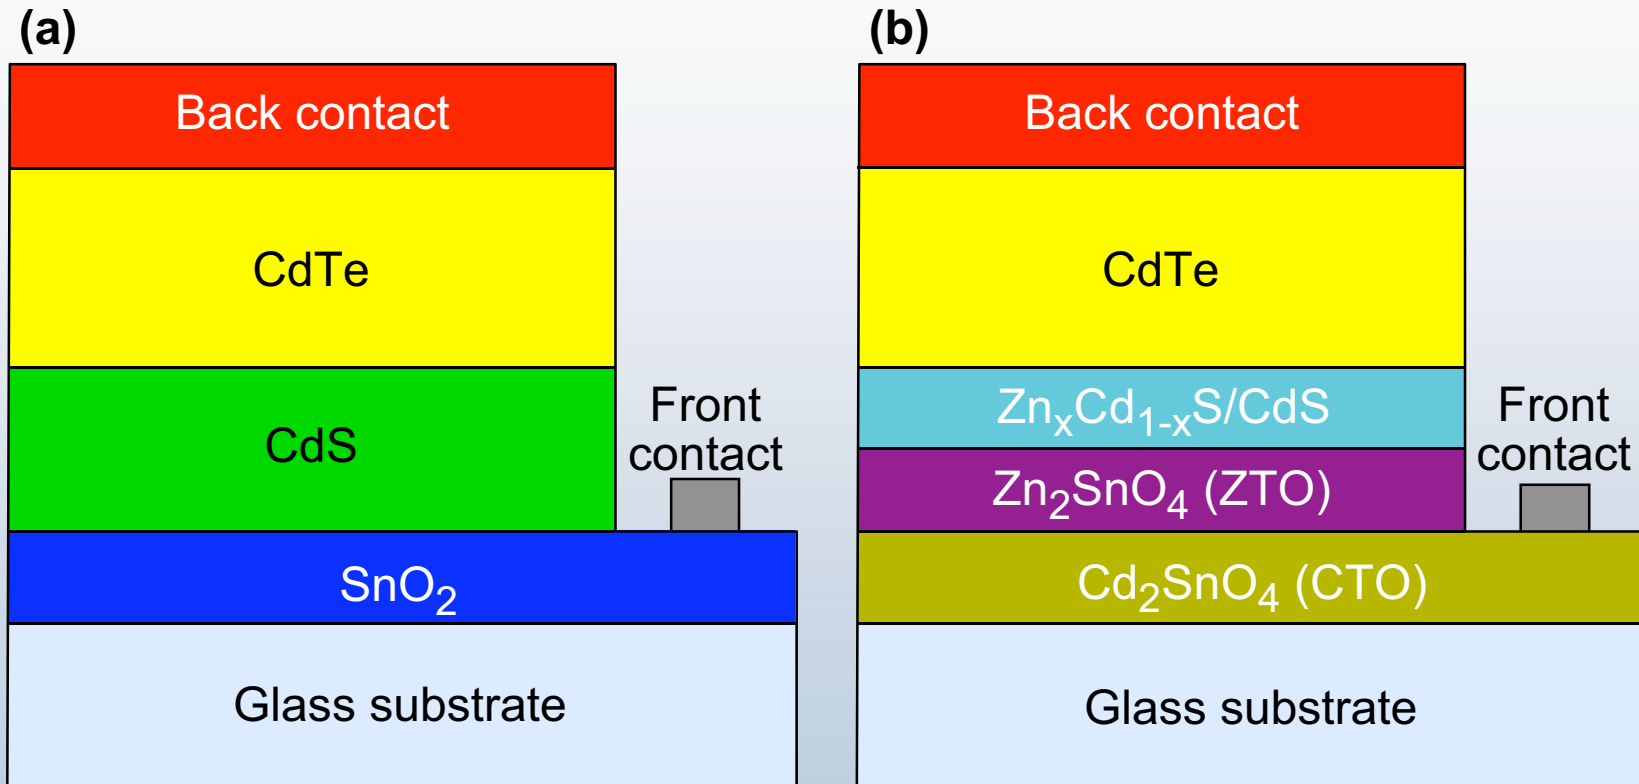 (a)
Back contact
CdTe
CdS
Front
contact
SnO₂
Glass substrate
(b)
Back contact
CdTe
ZnₓCd₁₋ₓS/CdS
Zn₂SnO₄ (ZTO)
Front
contact
Cd₂SnO₄ (CTO)
Glass substrate